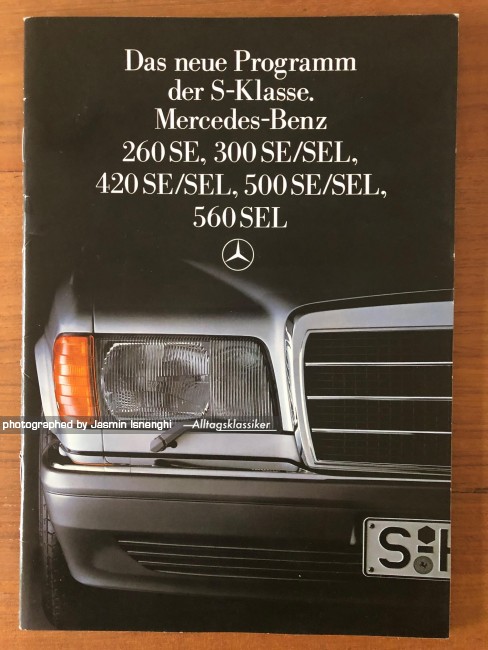 Das neue Programm
der S-Klasse.
Mercedes-Benz
260 SE, 300 SE/SEL,
420 SE/SEL, 500 SE/SEL,
560 SEL
photographed by Jasmin Isnenghi — Alltagsklassiker
S-H